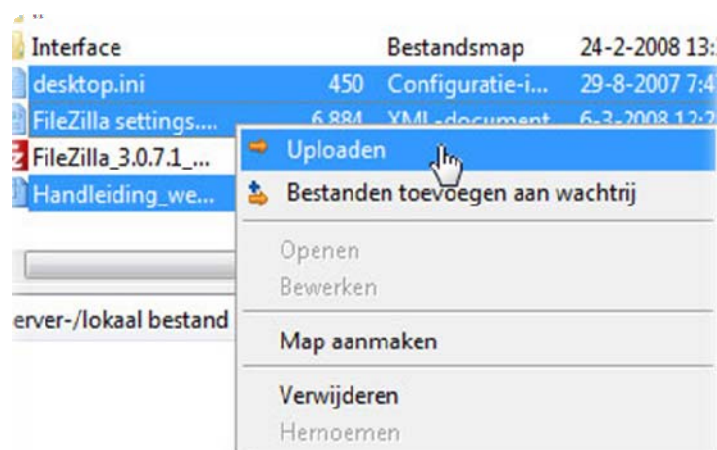 Interface Bestandsmap 24-2-2008 13:
desktop.ini 450 Configuratie-i... 29-8-2007 7:4
FileZilla settings.... 6.884 XML-document 6-3-2008 12:2
FileZilla_3.0.7.1_...
Handleiding_we...
Uploaden
Bestanden toevoegen aan wachtrij
Openen
Bewerken
Map aanmaken
Verwijderen
Hernoemen
erver-/lokaal bestand